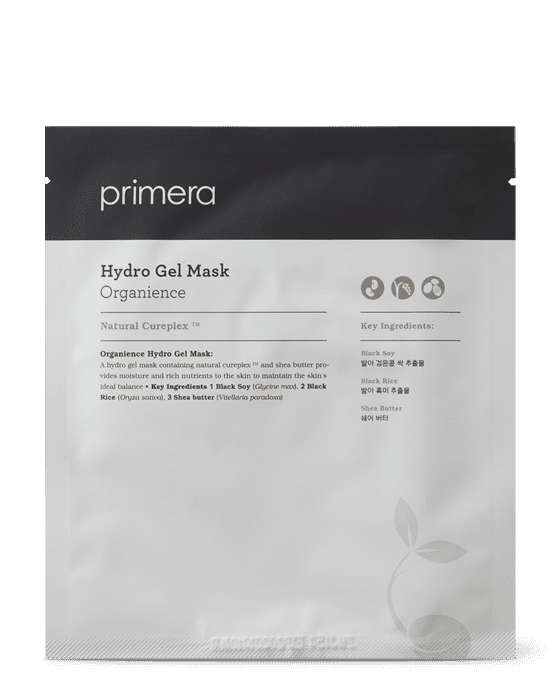 primera
Hydro Gel Mask
Organience
Natural Cureplex ™
Key Ingredients:
Organience Hydro Gel Mask:
A hydro gel mask containing natural cureplex™ and shea butter pro-
vides moisture and rich nutrients to the skin to maintain the skin's
ideal balance • Key Ingredients 1 Black Soy (Glycine max), 2 Black
Rice (Oryza sativa), 3 Shea butter (Vitellaria paradoxa)
Black Soy
발아 검은콩 싹 추출물
Black Rice
발아 흑미 추출물
Shea Butter
쉐어 버터